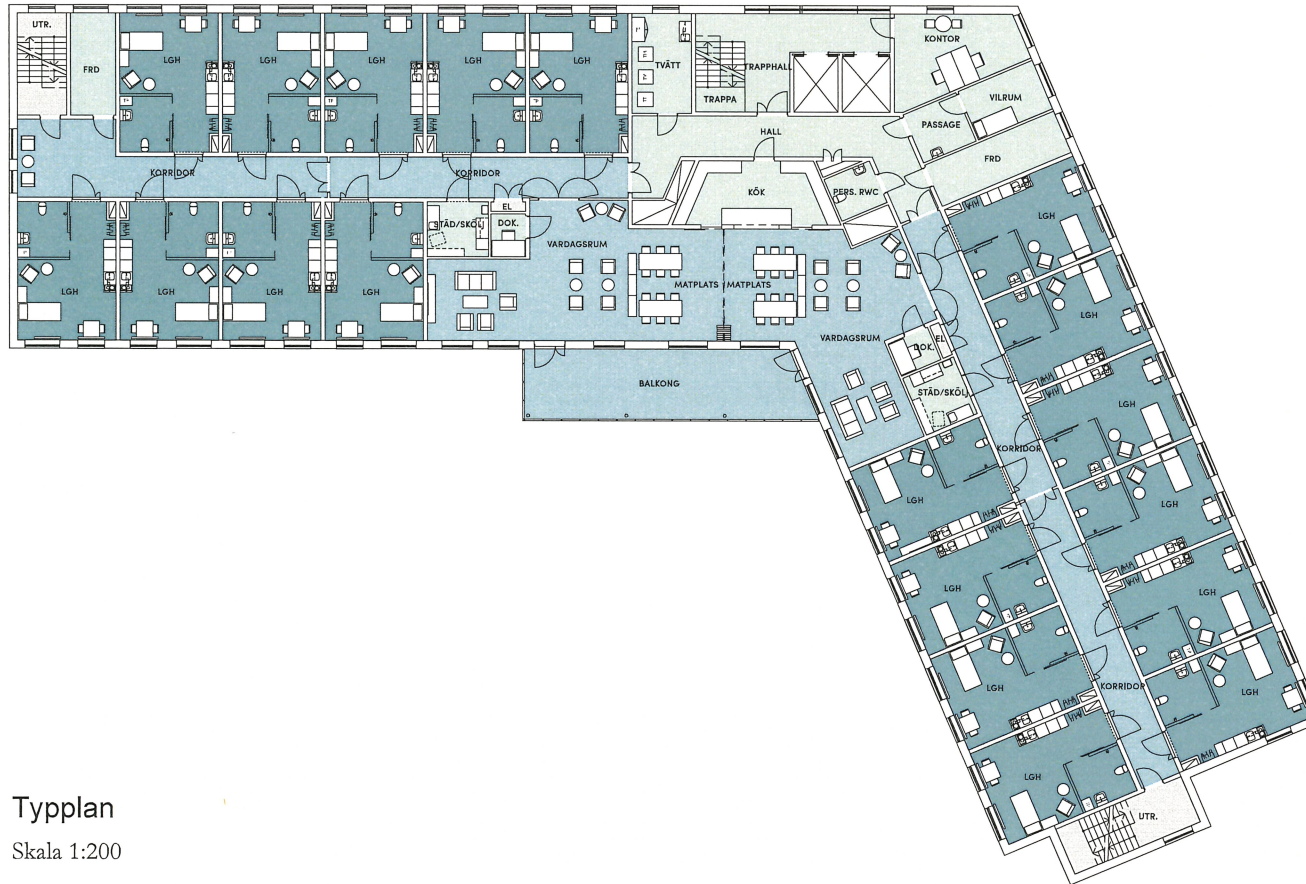 UTR.
FRD
LGH
LGH
LGH
LGH
LGH
TVÄTT
TRAPPHALL
TRAPPA
KONTOR
VILRUM
PASSAGE
HALL
FRD
KORRIDOR
KORRIDOR
KÖK
PERS. RWC
EL
STÄD/SKÖLJ
DOK.
VARDAGSRUM
LGH
LGH
LGH
LGH
LGH
MATPLATS
MATPLATS
LGH
VARDAGSRUM
DOK.
EL
BALKONG
STÄD/SKÖLJ
LGH
KORRIDOR
LGH
LGH
LGH
LGH
LGH
KORRIDOR
LGH
LGH
UTR.
Typplan
Skala 1:200